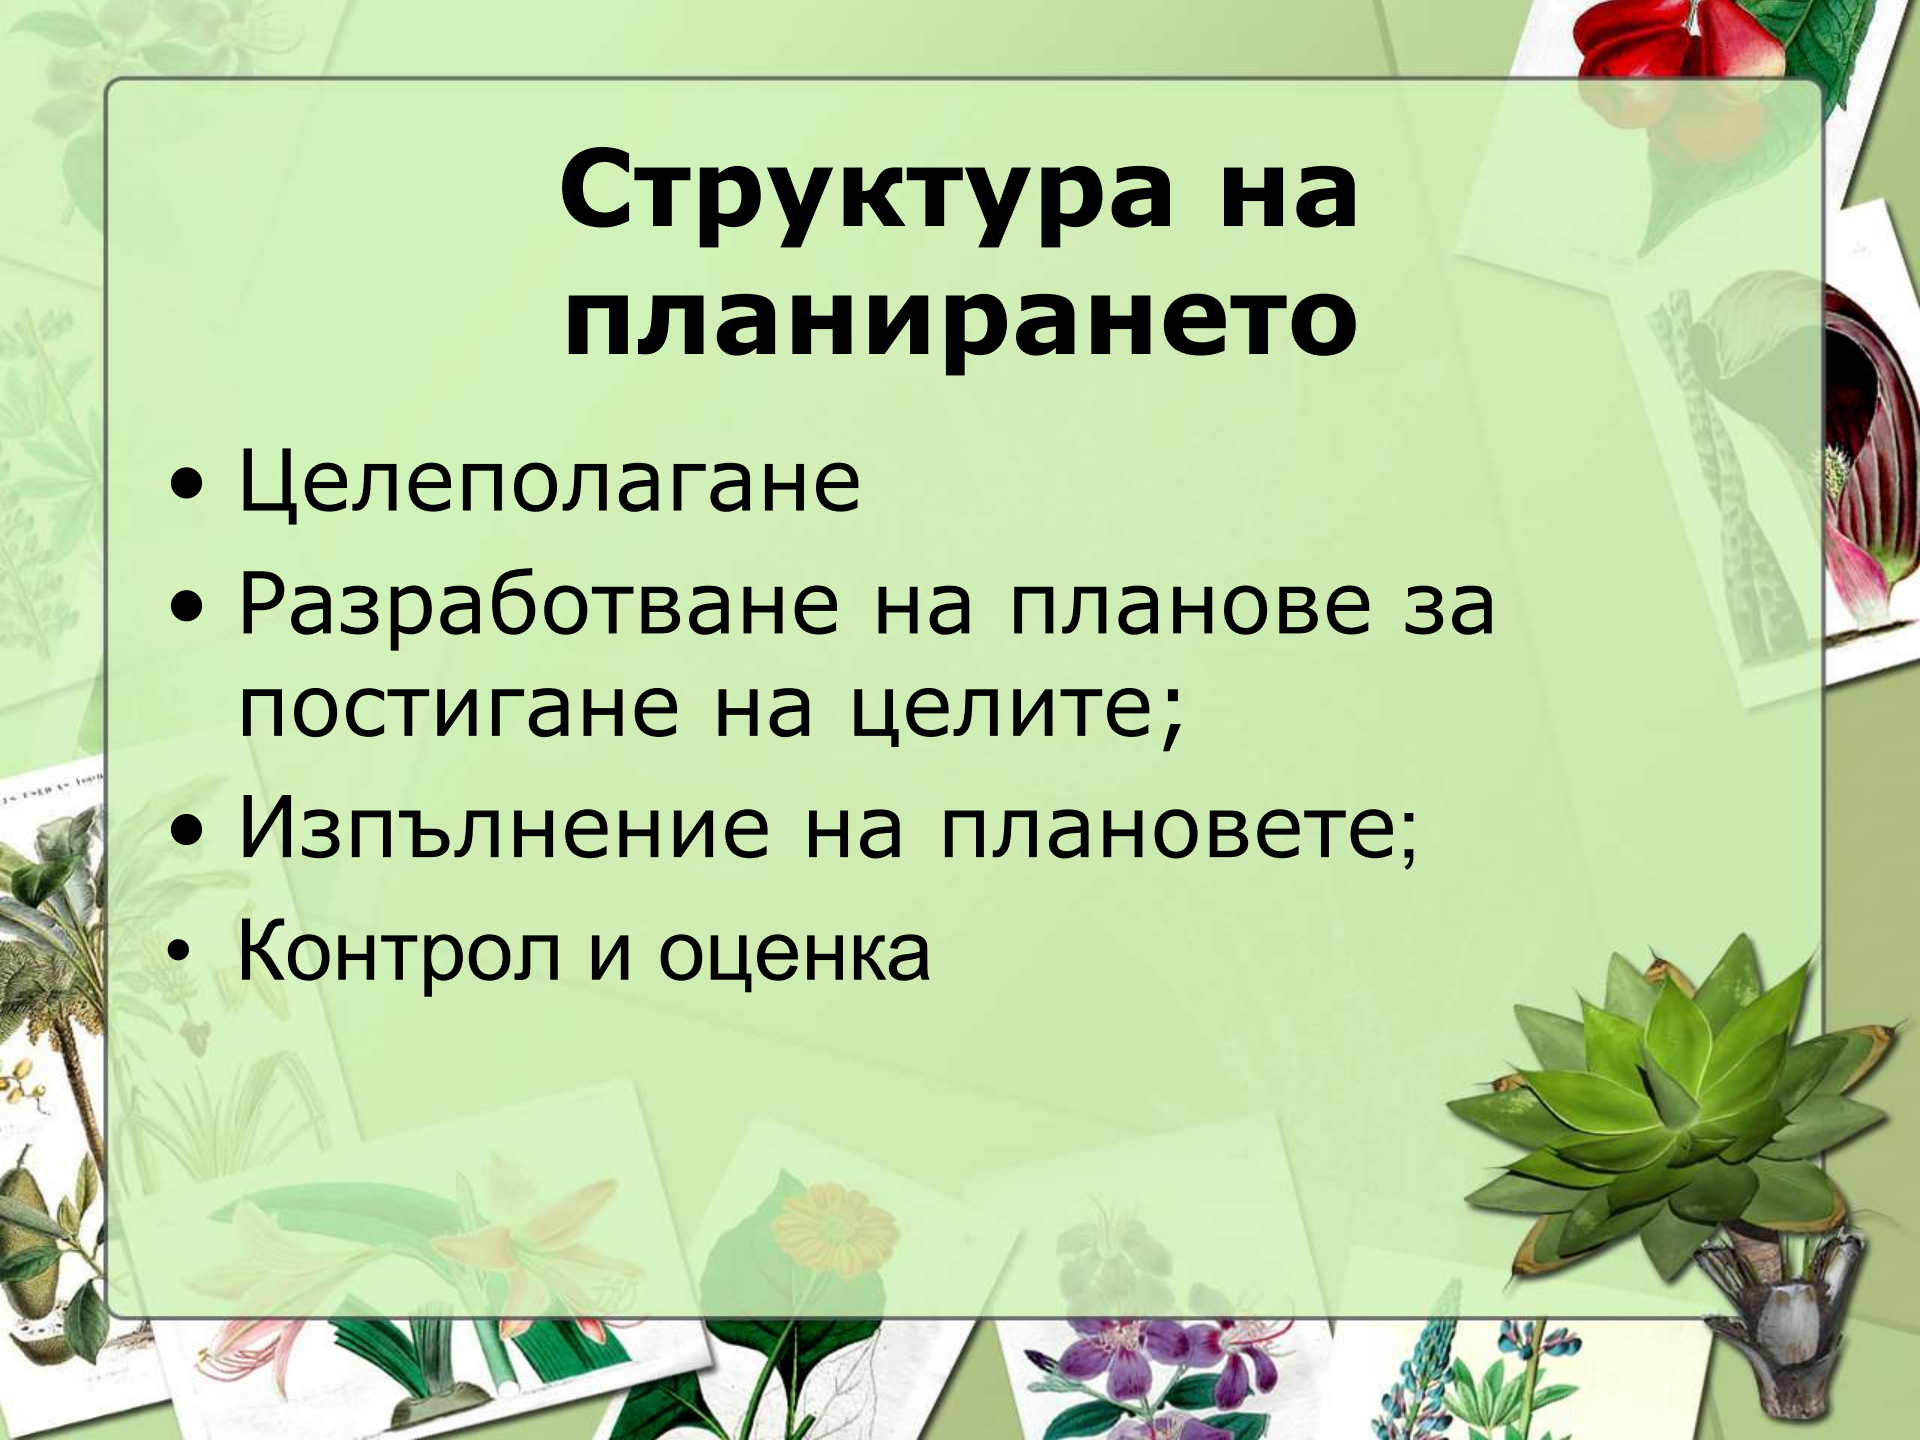 Структура на
планирането
• Целеполагане
• Разработване на планове за
постигане на целите;
• Изпълнение на плановете;
• Контрол и оценка